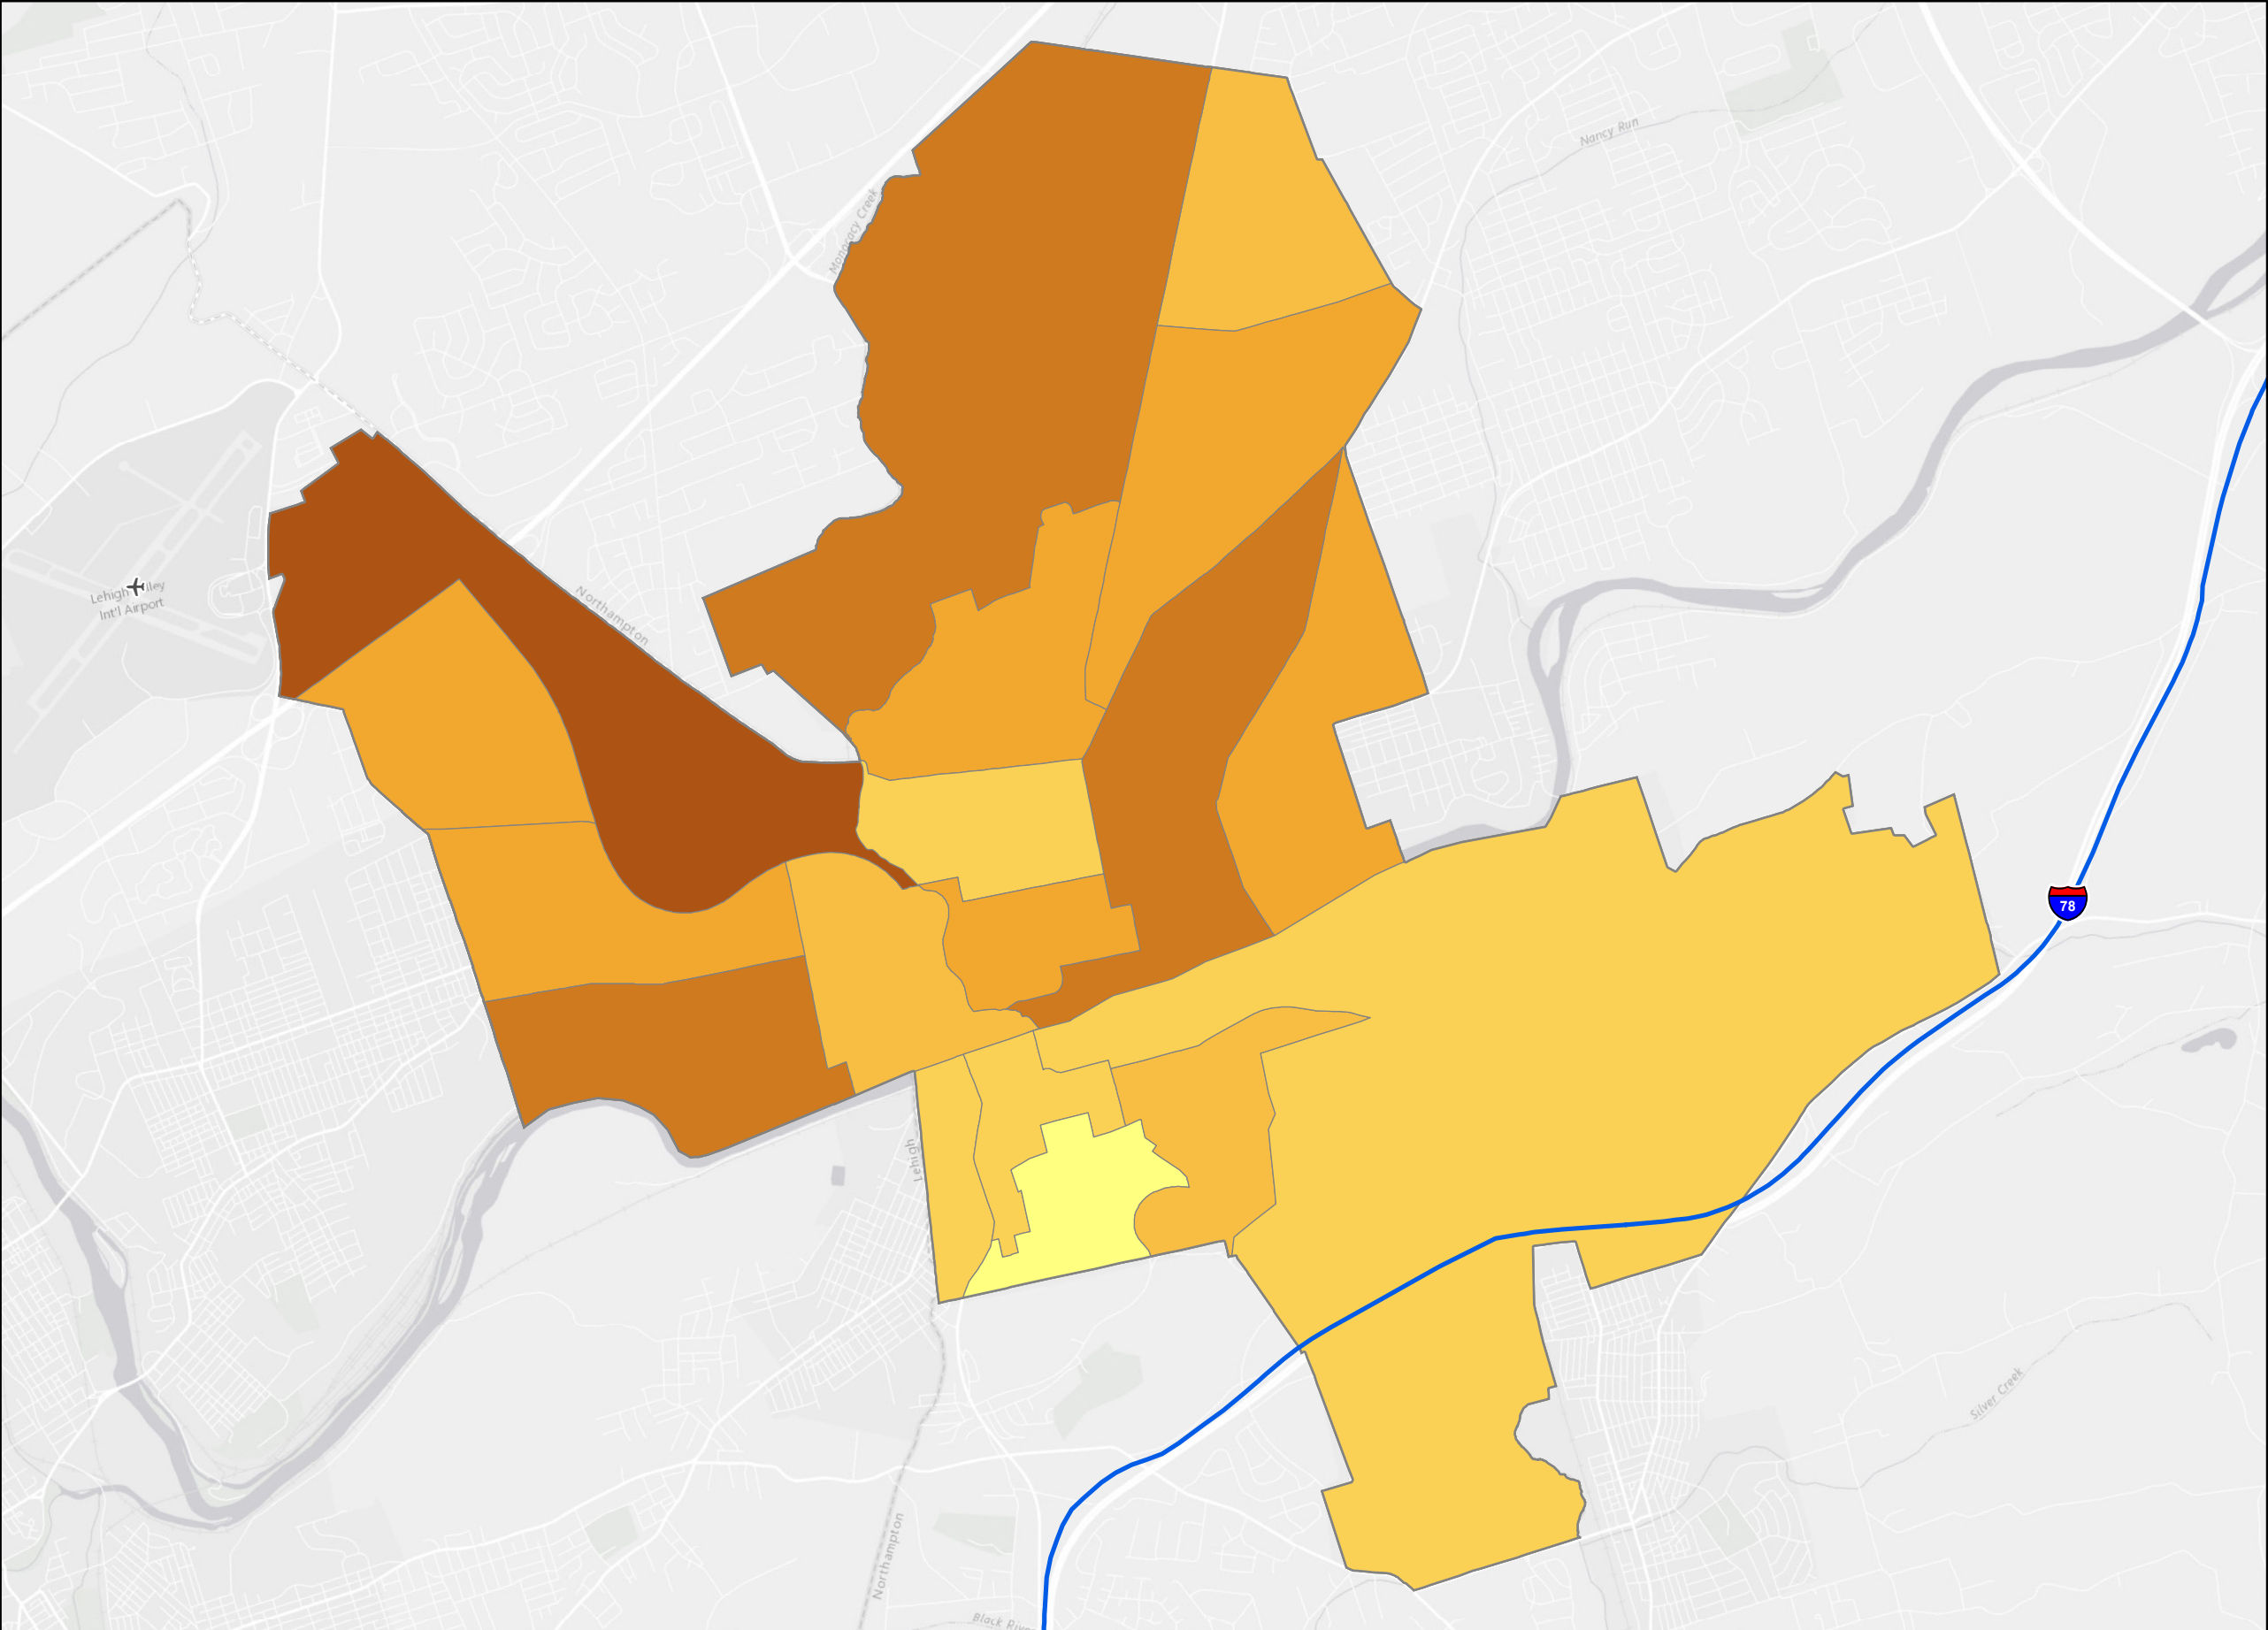 Nancy Run
Monocacy Creek
Lehigh Valley
Int'l Airport
Northampton
78
Lehigh
Silver Creek
Northampton
Black River